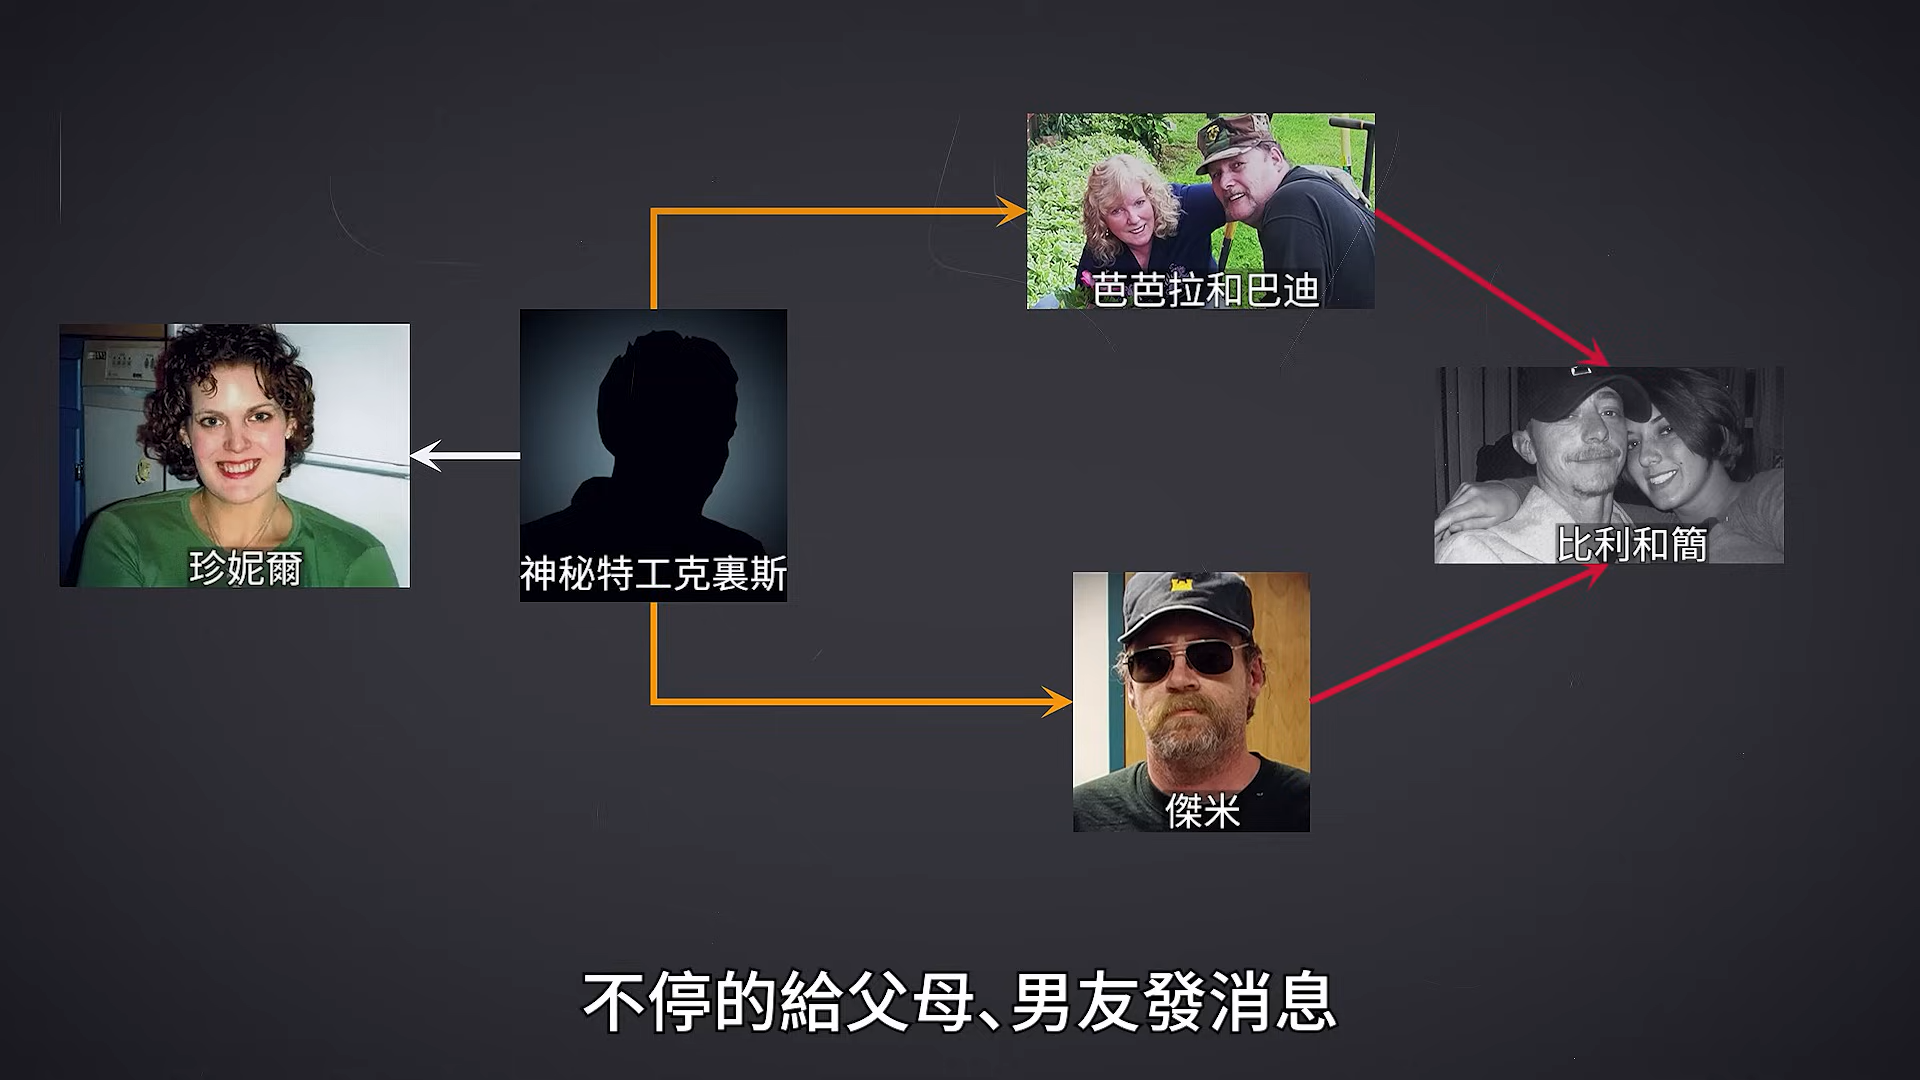 芭芭拉和巴迪
珍妮爾
神秘特工克裏斯
比利和簡
傑米
不停的給父母、男友發消息